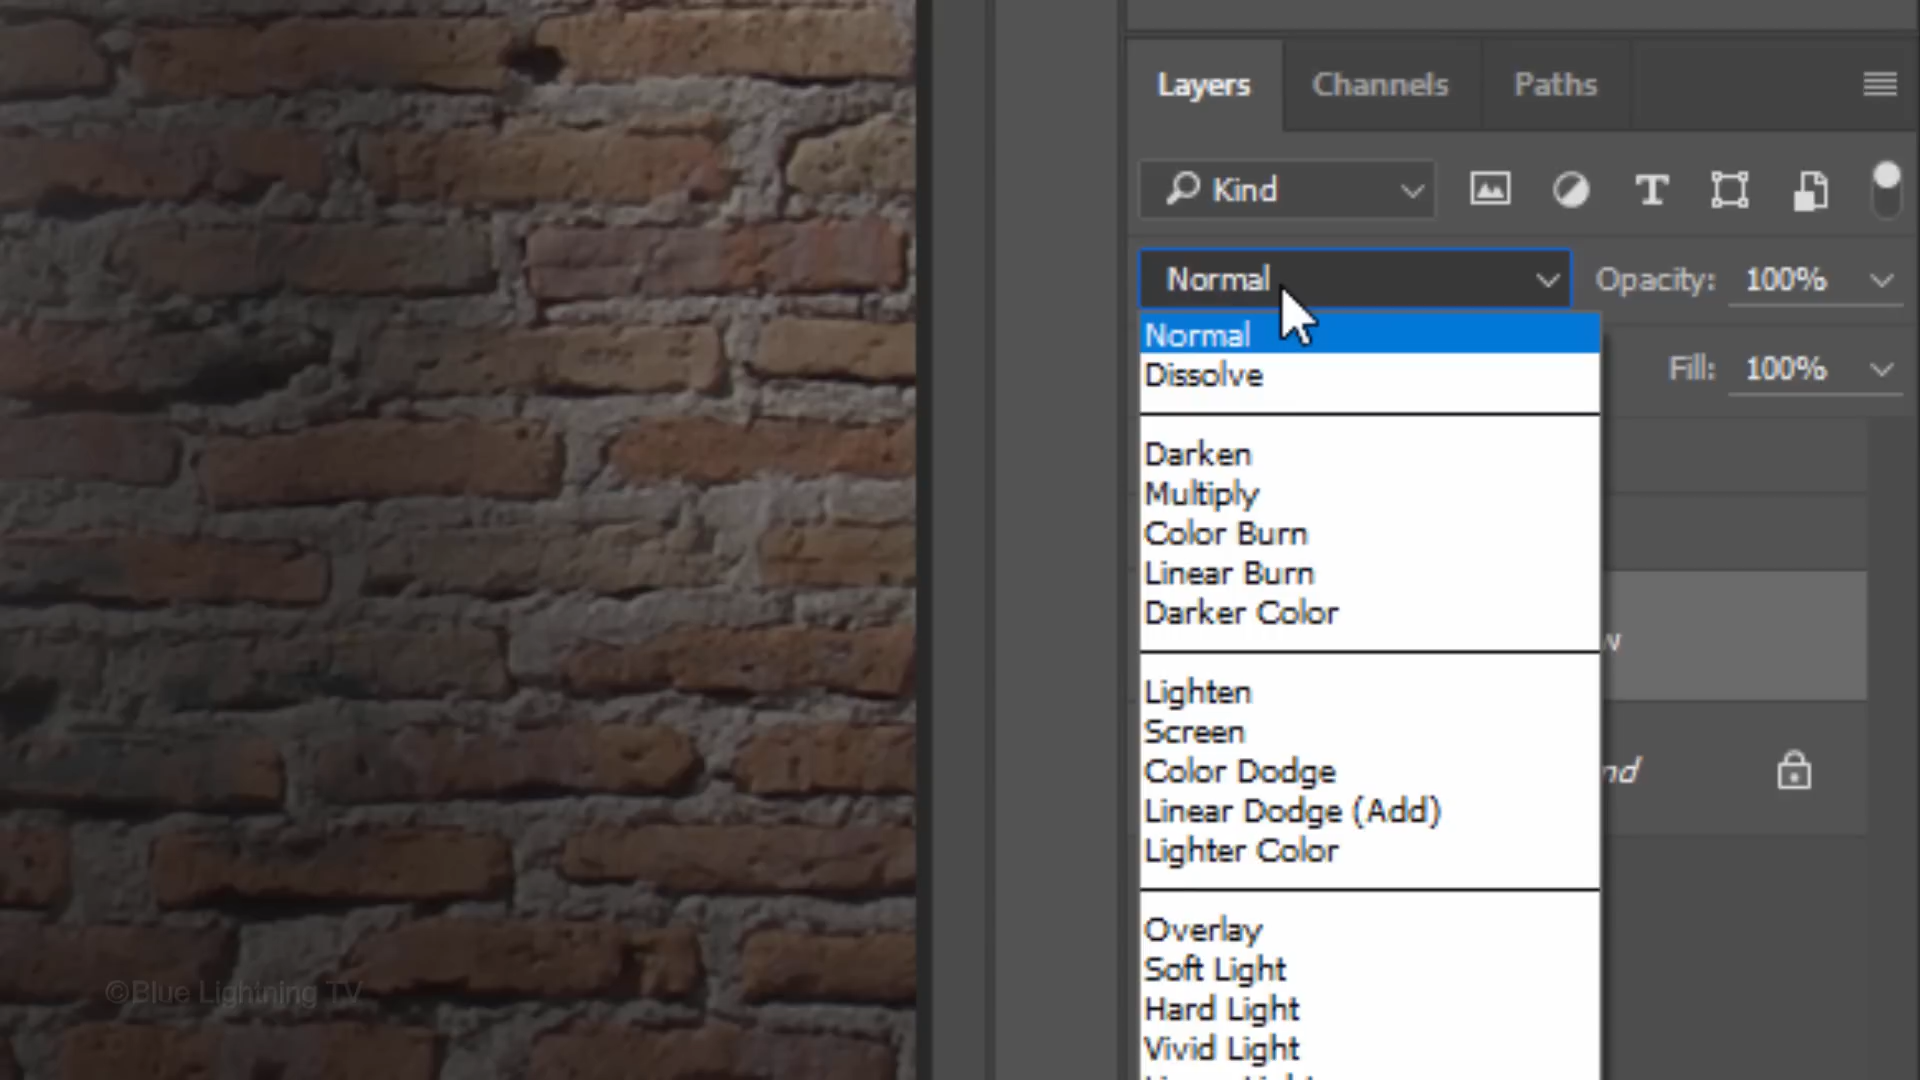 Layers Channels Paths
Kind
Normal Opacity: 100%
Normal
Dissolve
Fill: 100%
Darken
Multiply
Color Burn
Linear Burn
Darker Color
Lighten
Screen
Color Dodge
Linear Dodge (Add)
Lighter Color
Overlay
Soft Light
Hard Light
Vivid Light
©Blue Lightning TV